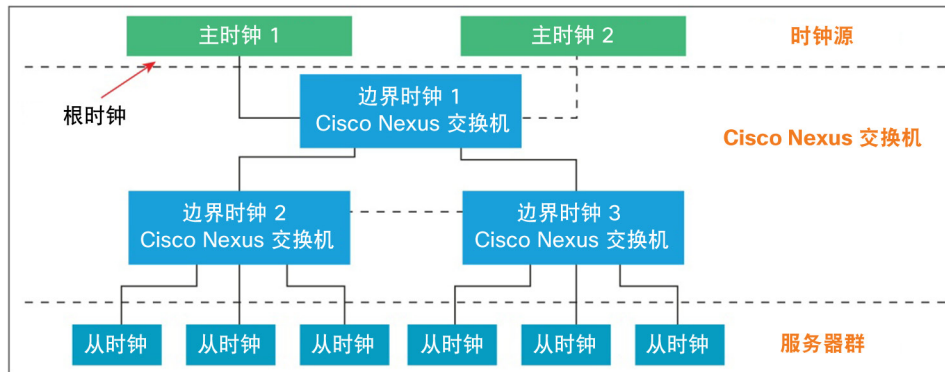 主时钟 1
主时钟 2
时钟源
根时钟
边界时钟 1
Cisco Nexus 交换机
Cisco Nexus 交换机
边界时钟 2
Cisco Nexus 交换机
边界时钟 3
Cisco Nexus 交换机
从时钟
从时钟
从时钟
从时钟
从时钟
从时钟
服务器群